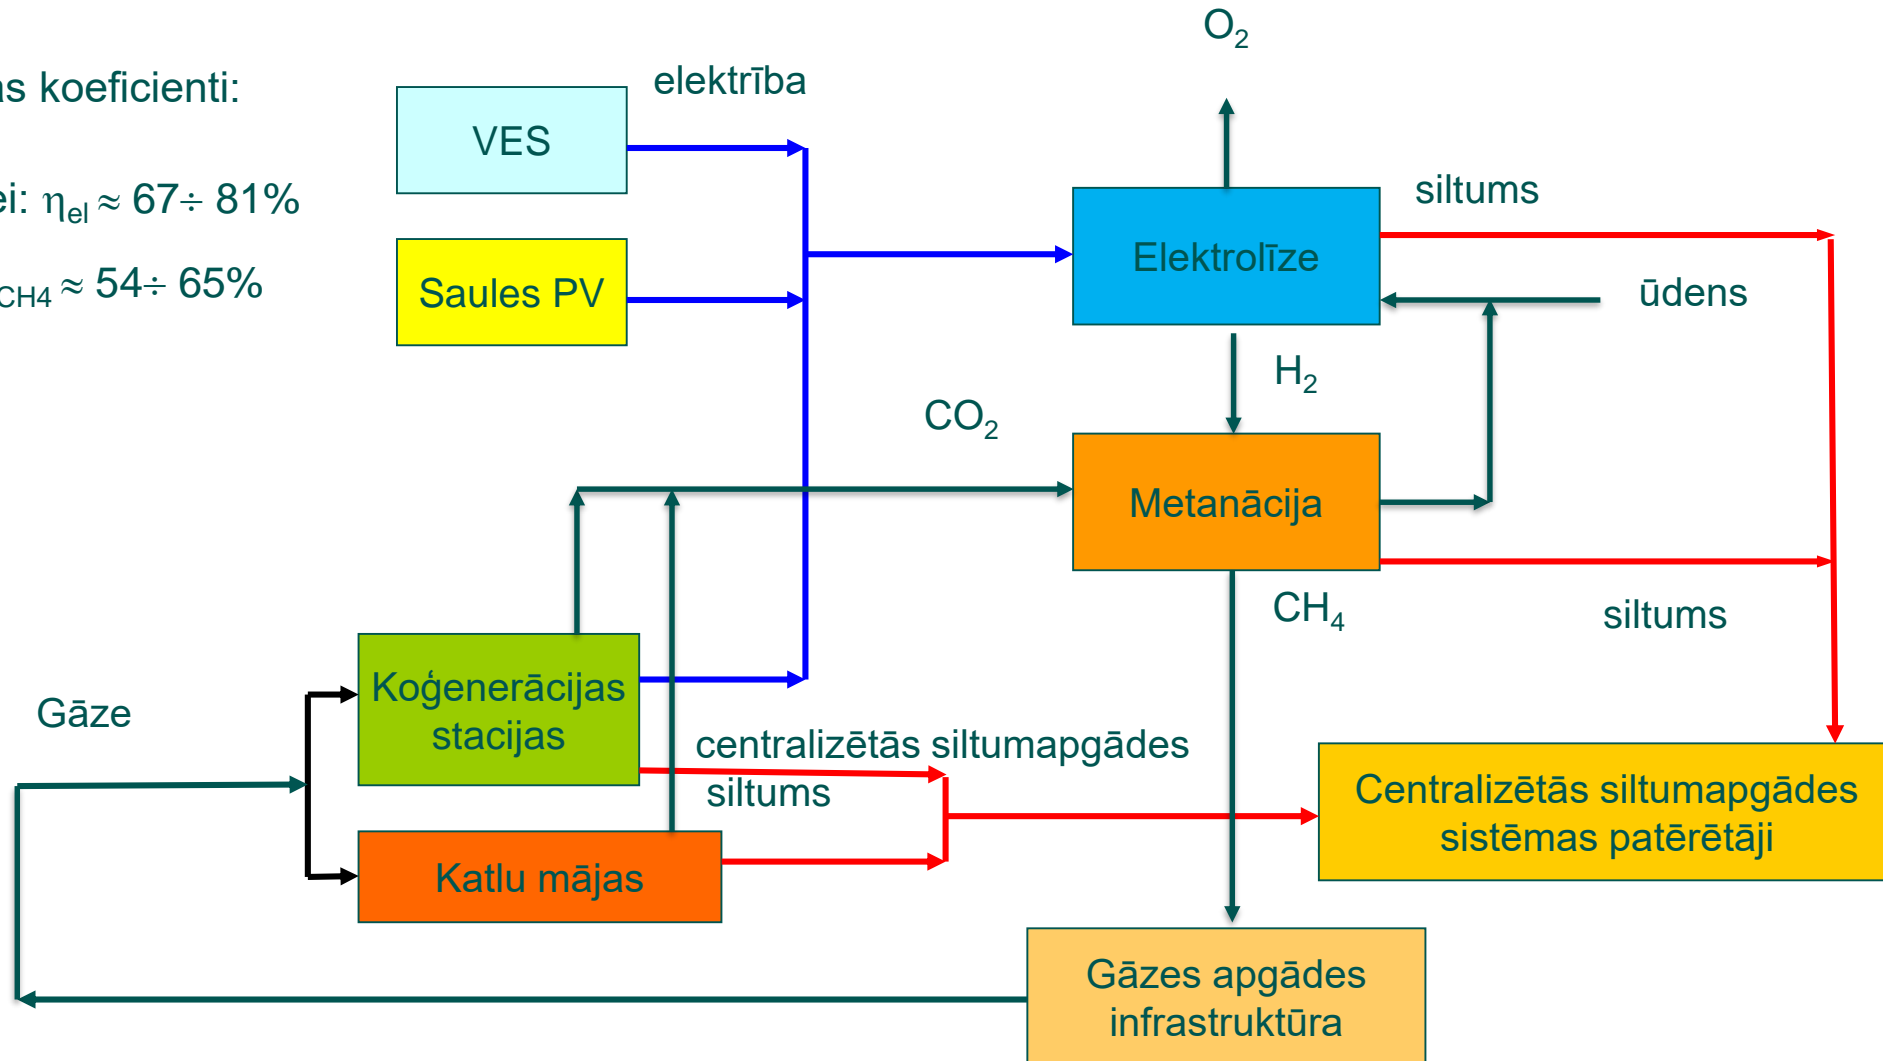 O2
elektrība
as koeficienti:
VES
ei: ηel ≈ 67÷ 81%
siltums
Elektrolīze
Saules PV
CH4 ≈ 54÷ 65%
ūdens
H2
CO2
Metanācija
CH4
siltums
Koģenerācijas
stacijas
Gāze
centralizētās siltumapgādes
siltums
Centralizētās siltumapgādes
sistēmas patērētāji
Katlu mājas
Gāzes apgādes
infrastruktūra